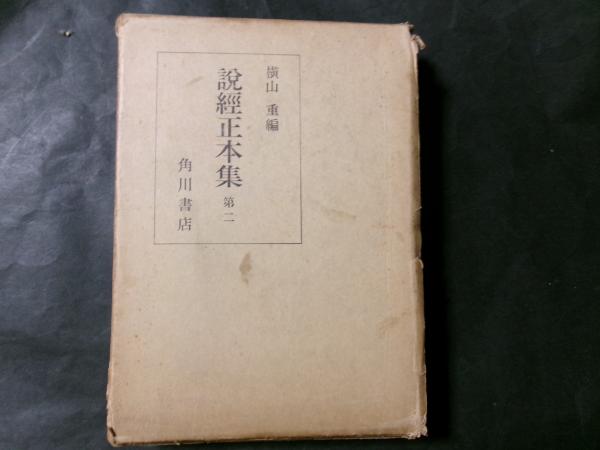 橫山重編
說經正本集 第二
角川書店